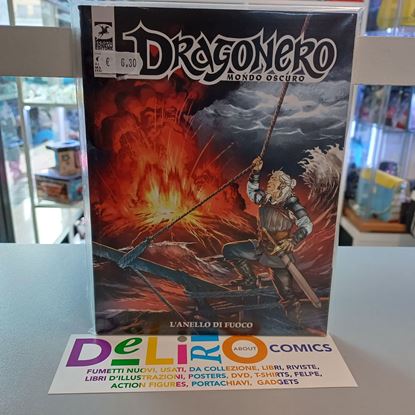 DRAGONERO
MONDO OSCURO
€ 6,30
L'ANELLO DI FUOCO
DeLiRiO
ABOUT
COMICS
FUMETTI NUOVI, USATI, DA COLLEZIONE, LIBRI, RIVISTE,
LIBRI D'ILLUSTRAZIONI, POSTERS, DVD, T-SHIRTS, FELPE,
ACTION FIGURES, PORTACHIAVI, GADGETS